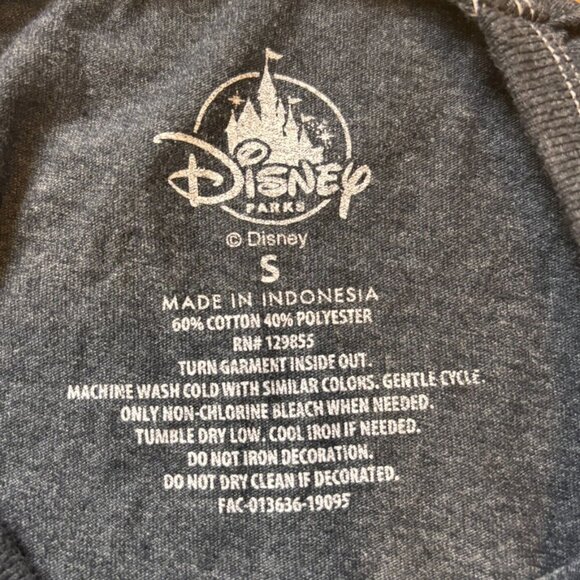 Disney
PARKS
© Disney
S
MADE IN INDONESIA
60% COTTON 40% POLYESTER
RN# 129855
TURN GARMENT INSIDE OUT.
MACHINE WASH COLD WITH SIMILAR COLORS. GENTLE CYCLE.
ONLY NON-CHLORINE BLEACH WHEN NEEDED.
TUMBLE DRY LOW. COOL IRON IF NEEDED.
DO NOT IRON DECORATION.
DO NOT DRY CLEAN IF DECORATED.
FAC-013636-19095